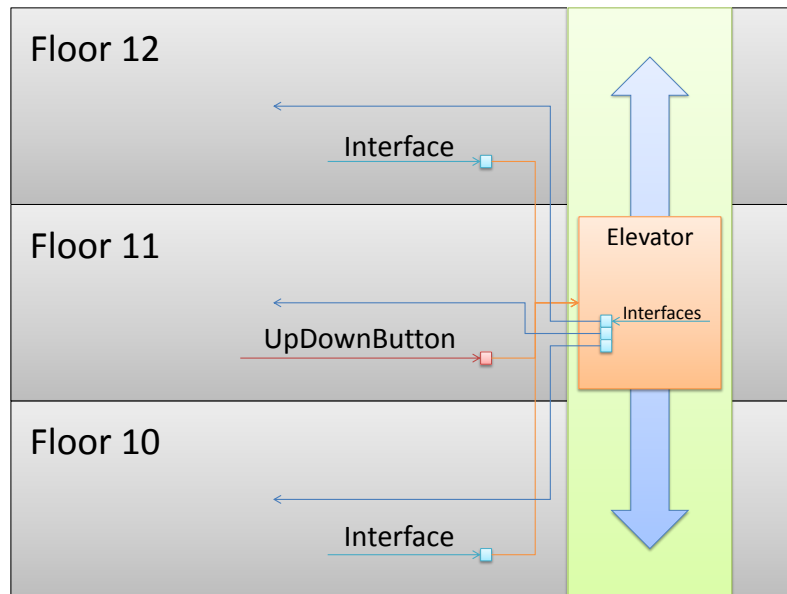 Floor 12
Interface
Floor 11
Elevator
Interfaces
UpDownButton
Floor 10
Interface